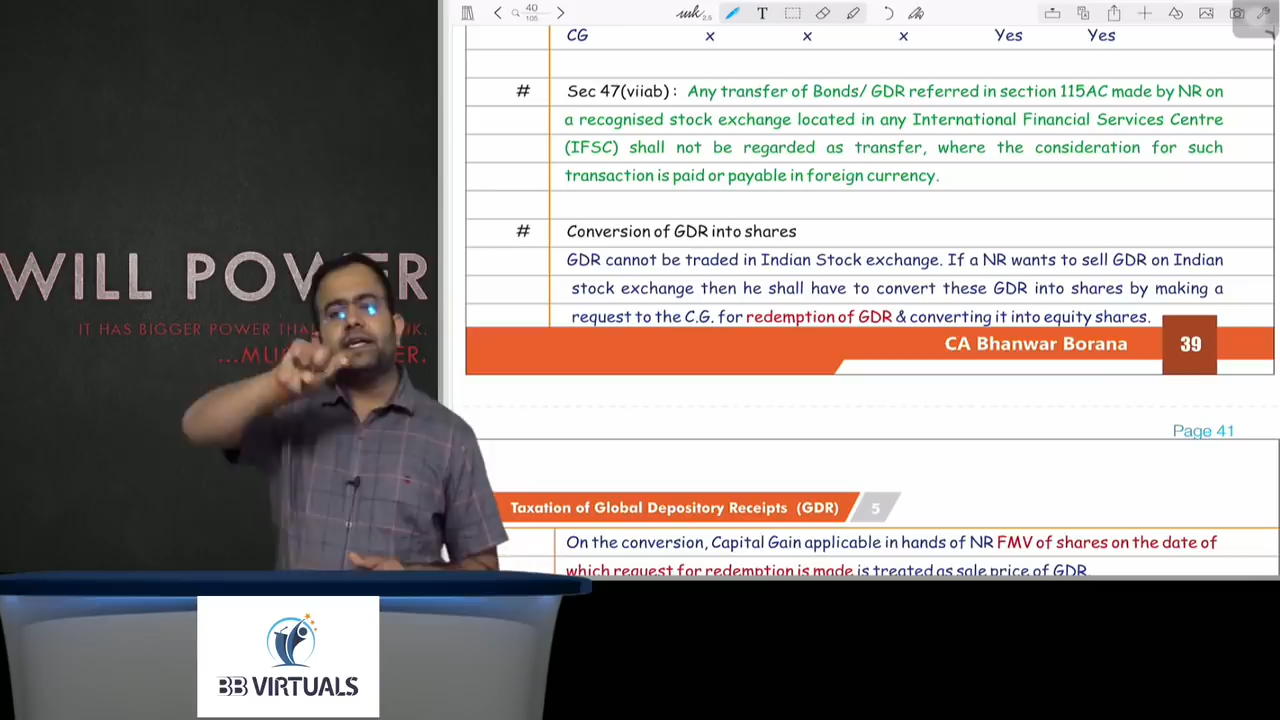 40
105
2.5
T
CG x x x Yes Yes
# Sec 47(viiab) : Any transfer of Bonds/ GDR referred in section 115AC made by NR on
a recognised stock exchange located in any International Financial Services Centre
(IFSC) shall not be regarded as transfer, where the consideration for such
transaction is paid or payable in foreign currency.
# Conversion of GDR into shares
GDR cannot be traded in Indian Stock exchange. If a NR wants to sell GDR on Indian
stock exchange then he shall have to convert these GDR into shares by making a
request to the C.G. for redemption of GDR & converting it into equity shares.
CA Bhanwar Borana 39
Page 41
Taxation of Global Depository Receipts (GDR) 5
On the conversion, Capital Gain applicable in hands of NR FMV of shares on the date of
which request for redemption is made is treated as sale price of GDR
WILL POWER
IT HAS BIGGER POWER
BB VIRTUALS